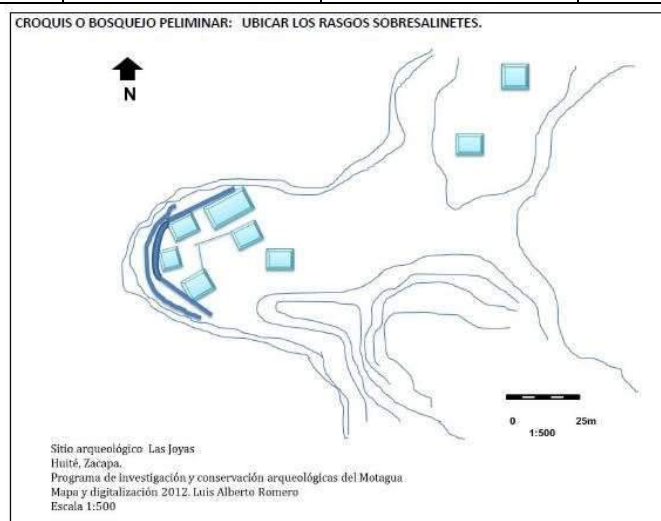 CROQUIS O BOSQUEJO PELIMINAR: UBICAR LOS RASGOS SOBRESALINETES.
N
0 25m
1:500
Sitio arqueológico Las Joyas
Huité, Zacapa.
Programa de investigación y conservación arqueológicas del Motagua
Mapa y digitalización 2012. Luis Alberto Romero
Escala 1:500